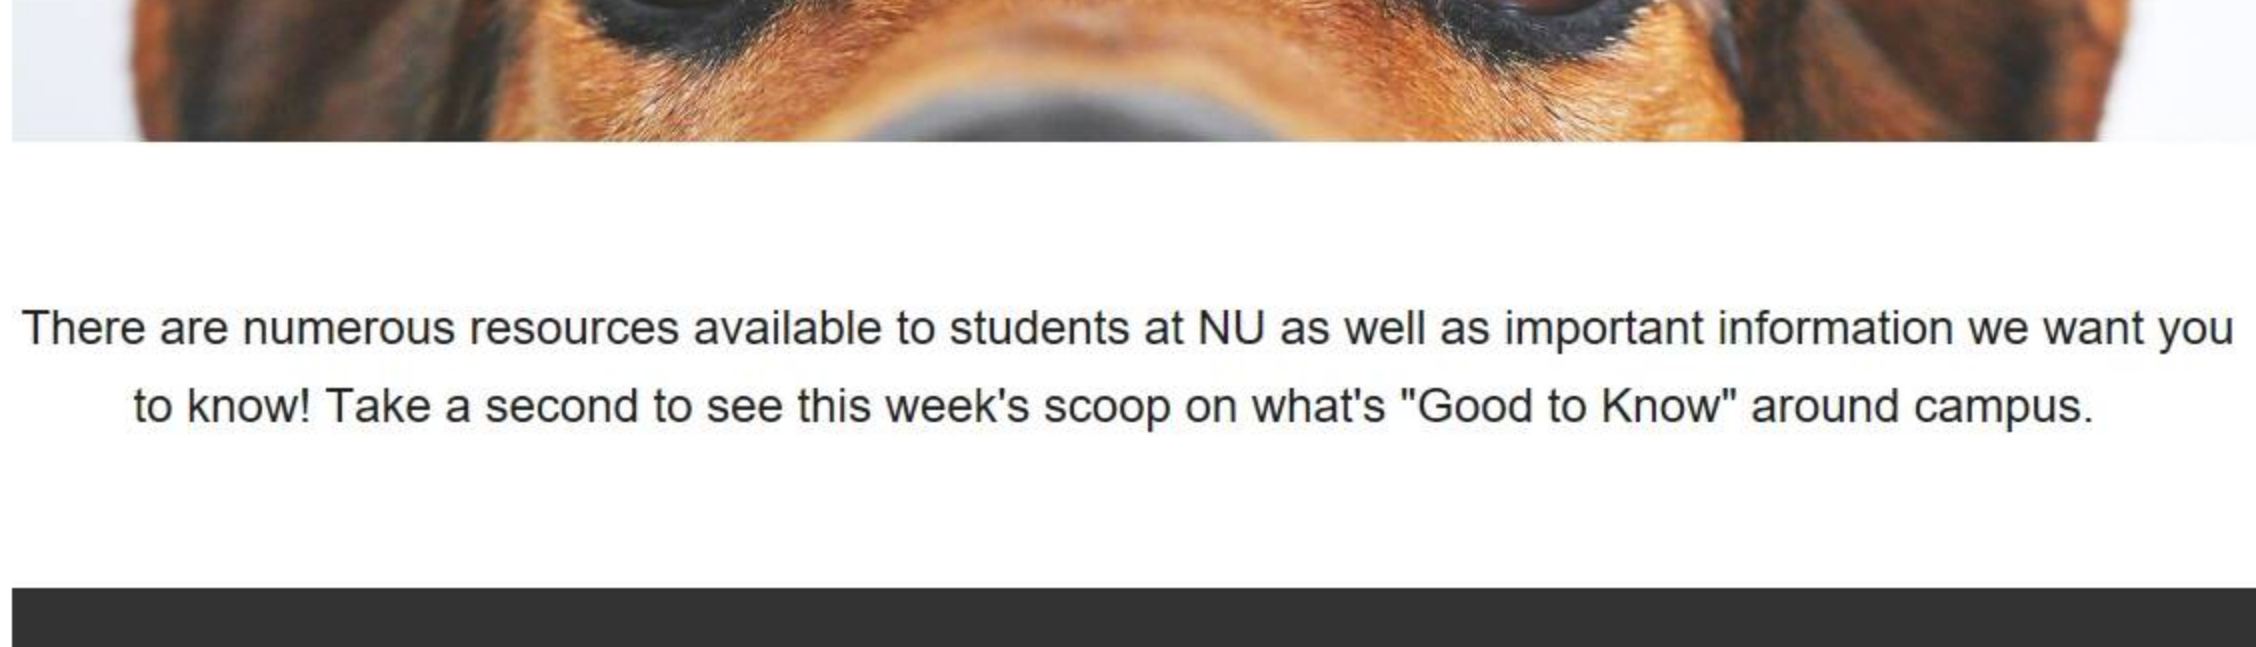 There are numerous resources available to students at NU as well as important information we want you
to know! Take a second to see this week's scoop on what's "Good to Know" around campus.